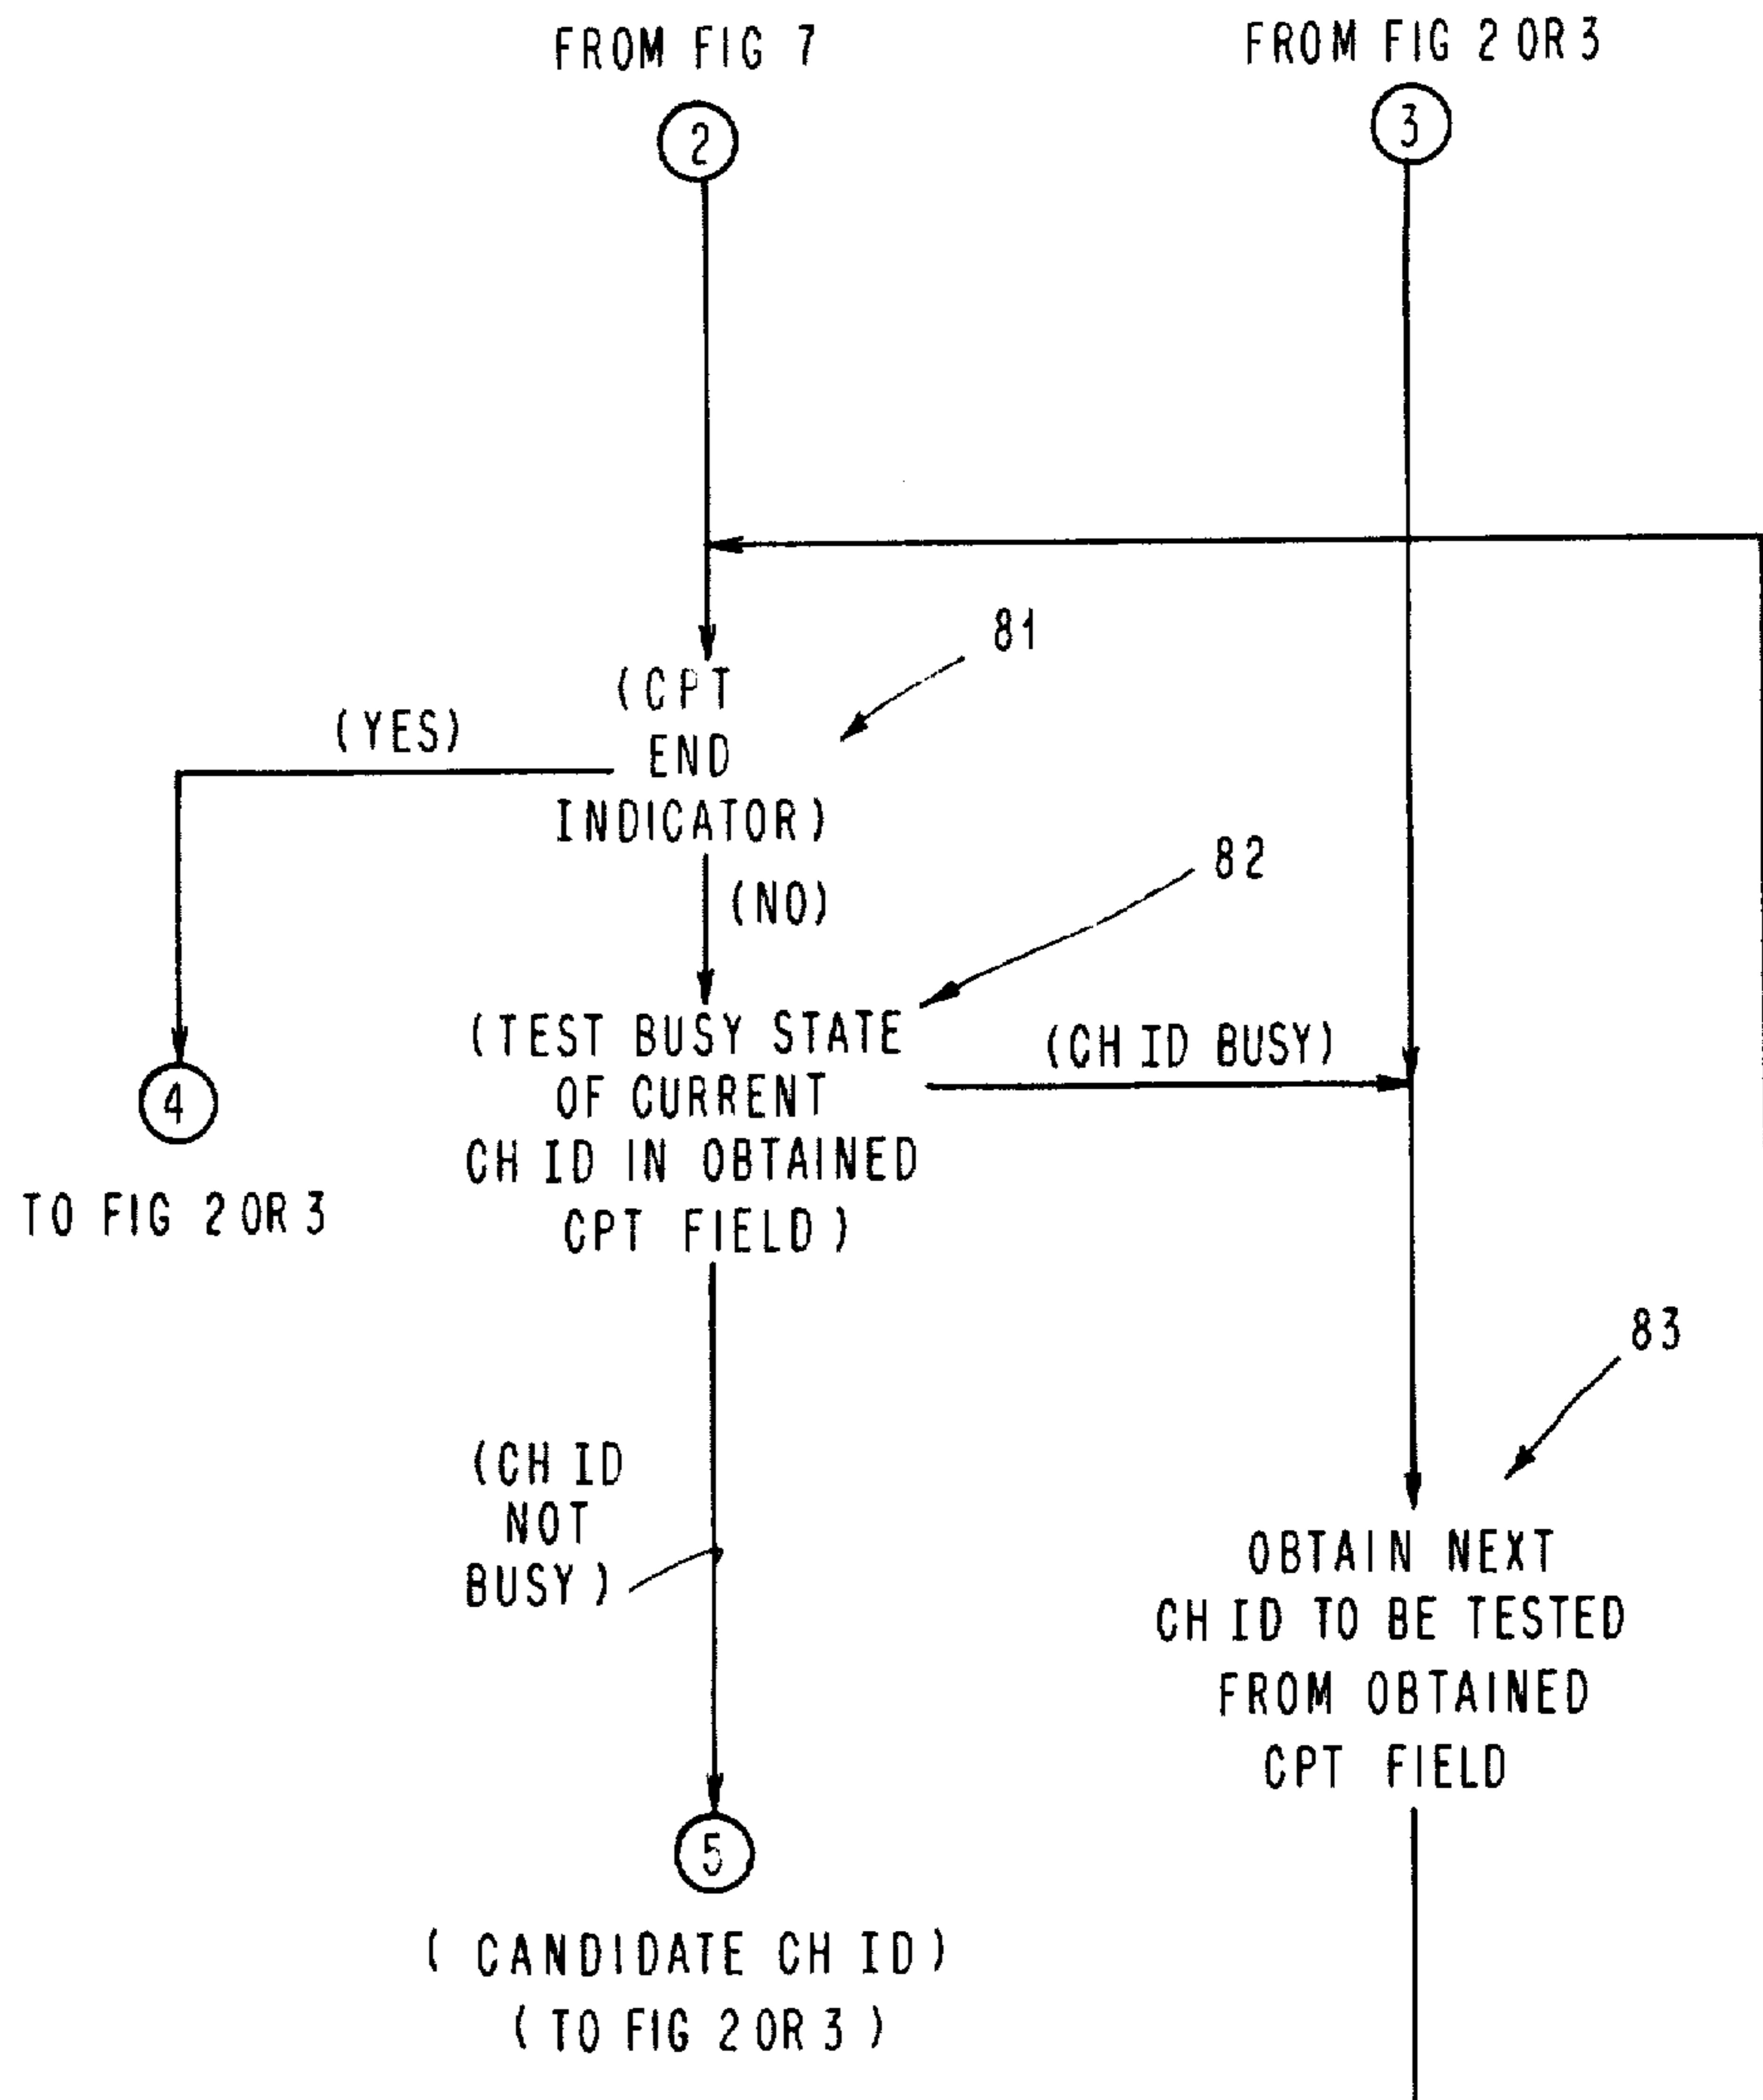 FROM FIG 7
FROM FIG 2 OR 3
2
3
81
(CPT
END
INDICATOR)
(YES)
(NO)
82
(TEST BUSY STATE
OF CURRENT
CH ID IN OBTAINED
CPT FIELD)
(CH ID BUSY)
4
TO FIG 2 OR 3
83
(CH ID
NOT
BUSY)
OBTAIN NEXT
CH ID TO BE TESTED
FROM OBTAINED
CPT FIELD
5
( CANDIDATE CH ID)
( TO FIG 2 OR 3 )